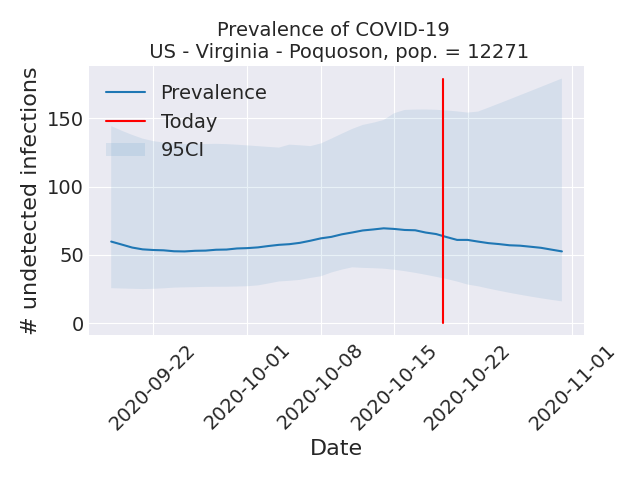 Prevalence of COVID-19
US - Virginia - Poquoson, pop. = 12271
# undetected infections
150
100
50
0
Prevalence
Today
95CI
2020-09-22
2020-10-01
2020-10-08
2020-10-15
2020-10-22
2020-11-01
Date